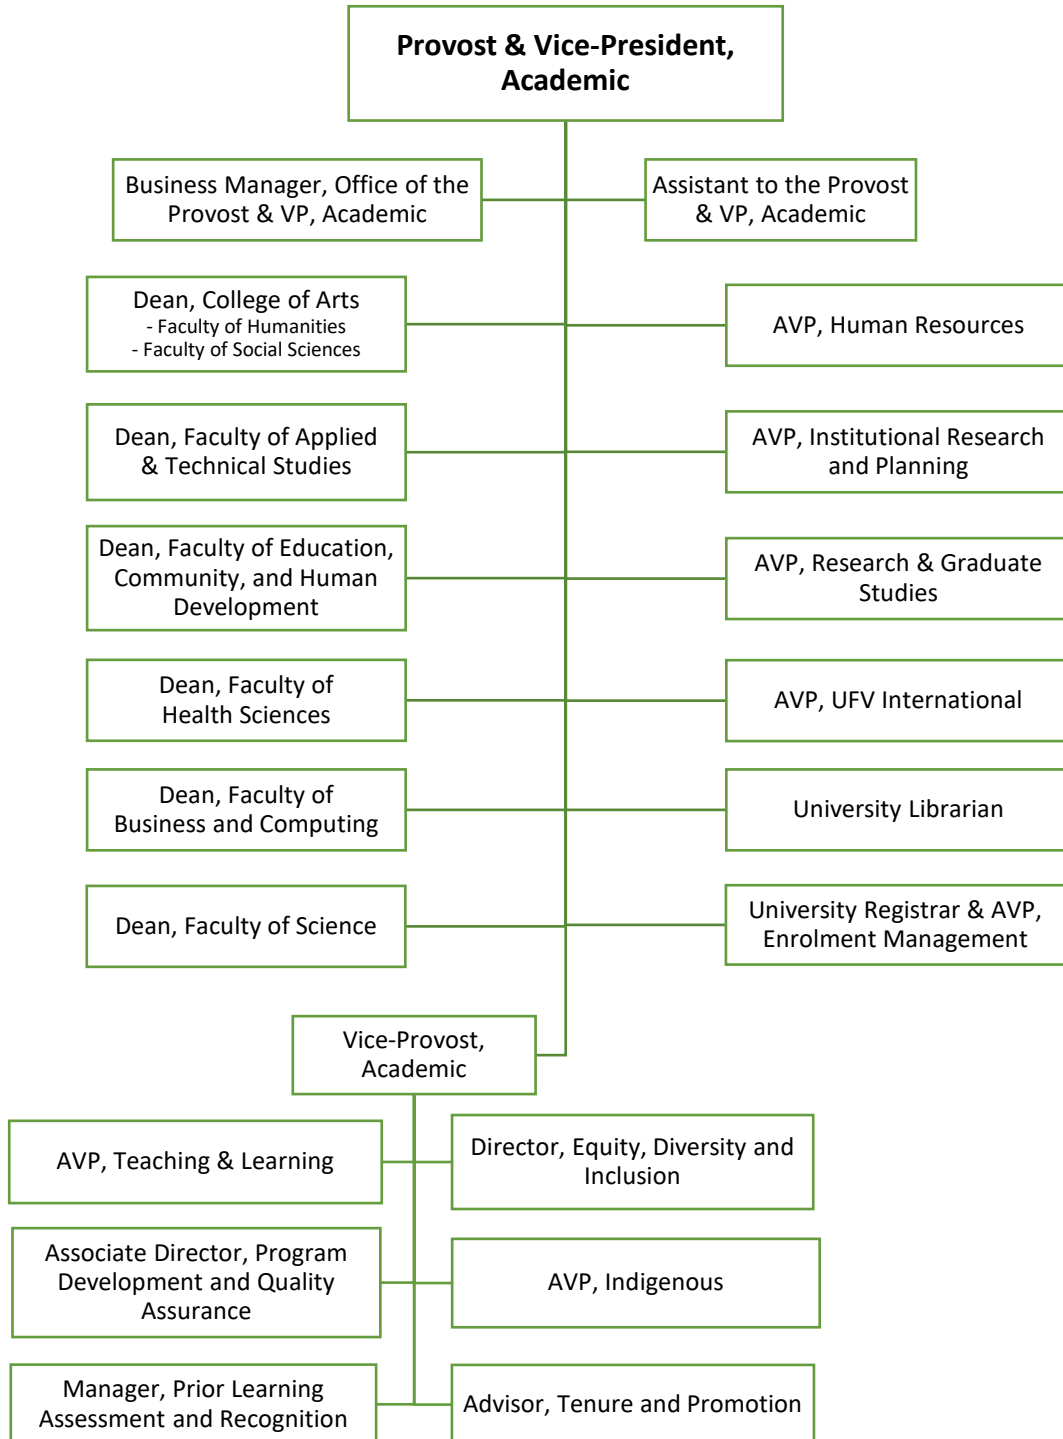 Provost & Vice-President,
Academic
Business Manager, Office of the
Provost & VP, Academic
Assistant to the Provost
& VP, Academic
Dean, College of Arts
- Faculty of Humanities
- Faculty of Social Sciences
AVP, Human Resources
Dean, Faculty of Applied
& Technical Studies
AVP, Institutional Research
and Planning
Dean, Faculty of Education,
Community, and Human
Development
AVP, Research & Graduate
Studies
Dean, Faculty of
Health Sciences
AVP, UFV International
Dean, Faculty of
Business and Computing
University Librarian
Dean, Faculty of Science
University Registrar & AVP,
Enrolment Management
Vice-Provost,
Academic
AVP, Teaching & Learning
Director, Equity, Diversity and
Inclusion
Associate Director, Program
Development and Quality
Assurance
AVP, Indigenous
Manager, Prior Learning
Assessment and Recognition
Advisor, Tenure and Promotion